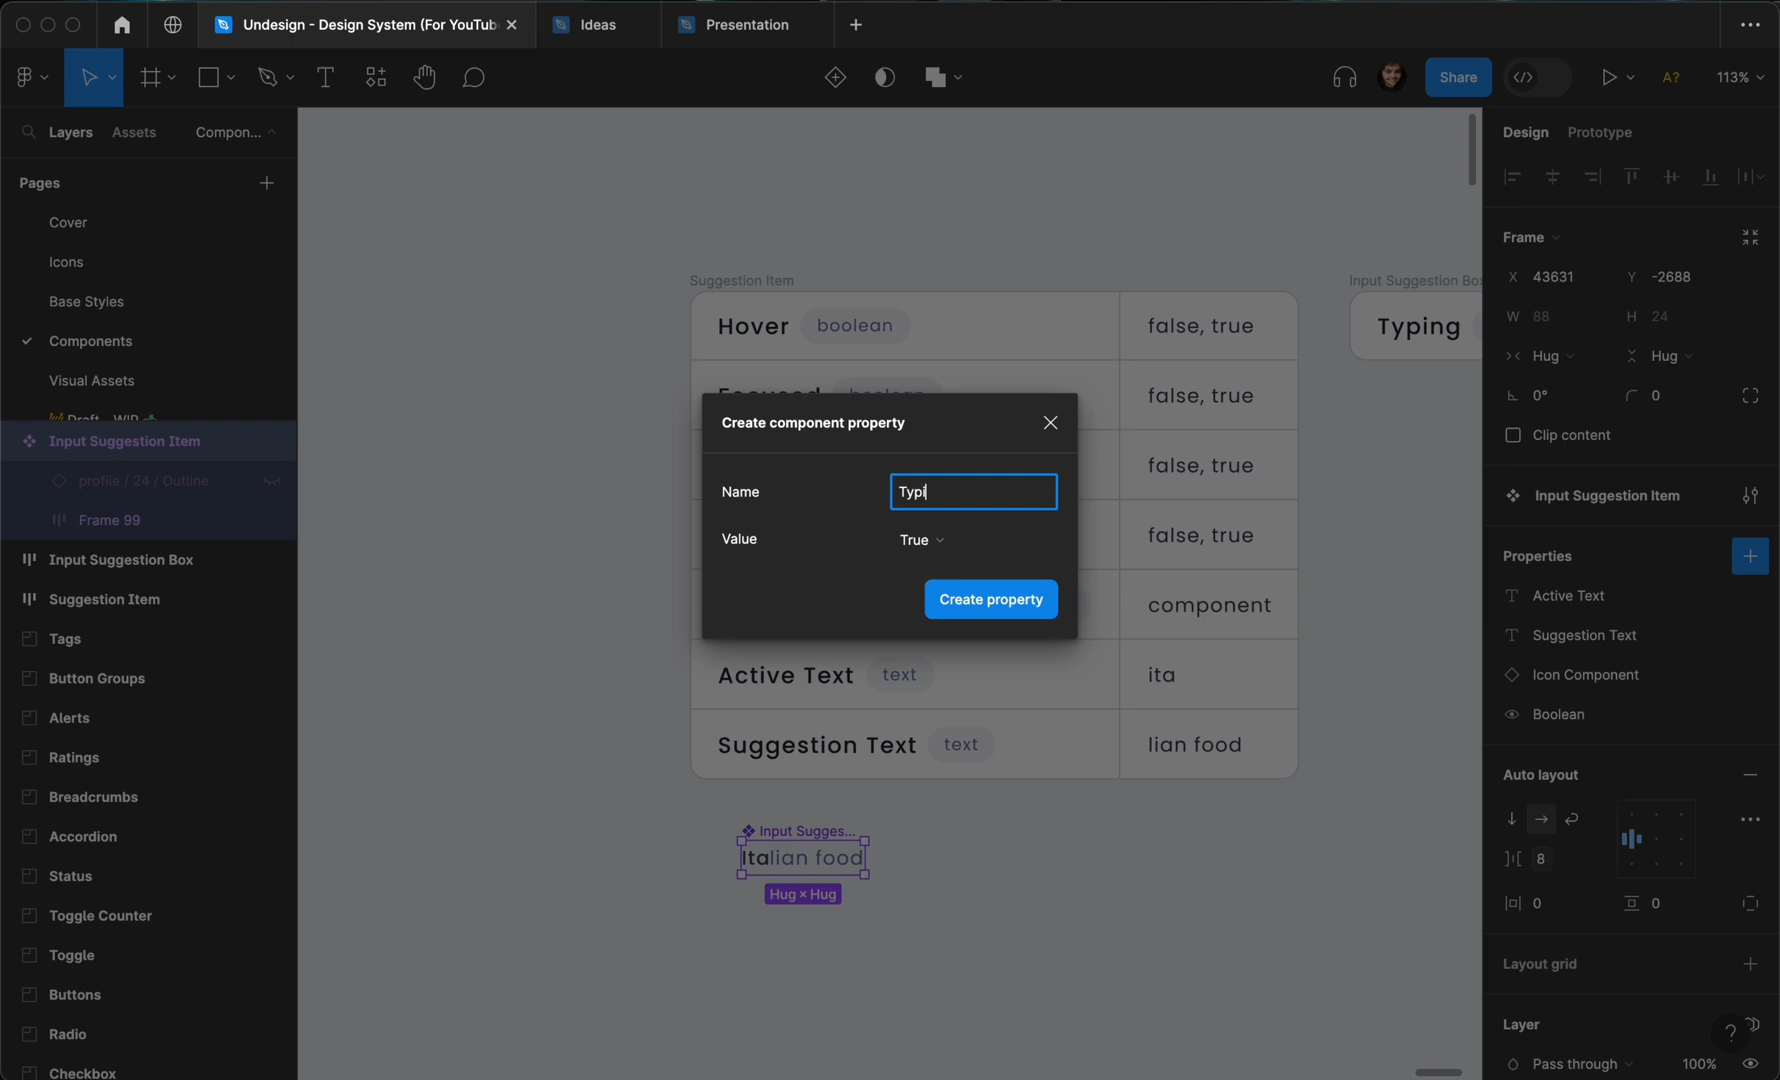 Undesign - Design System (For YouTub
Ideas
Presentation
Share
A?
113%
Layers
Assets
Compon...
Pages
Cover
Icons
Base Styles
Components
Visual Assets
Draft - WIP
Input Suggestion Item
profile / 24 / Outline
Frame 99
Input Suggestion Box
Suggestion Item
Tags
Button Groups
Alerts
Ratings
Breadcrumbs
Accordion
Status
Toggle Counter
Toggle
Buttons
Radio
Checkbox
Suggestion Item
Hover boolean false, true
Focused boolean false, true
false, true
false, true
component
Active Text text ita
Suggestion Text text lian food
Input Suggestion Box
Typing
Create component property
Name Typi
Value True
Create property
Input Sugges...
Italian food
Hug × Hug
Design
Prototype
Frame
X 43631 Y -2688
W 88 H 24
Hug Hug
0° 0
Clip content
Input Suggestion Item
Properties
Active Text
Suggestion Text
Icon Component
Boolean
Auto layout
8
0 0
Layout grid
Layer
?
Pass through 100%